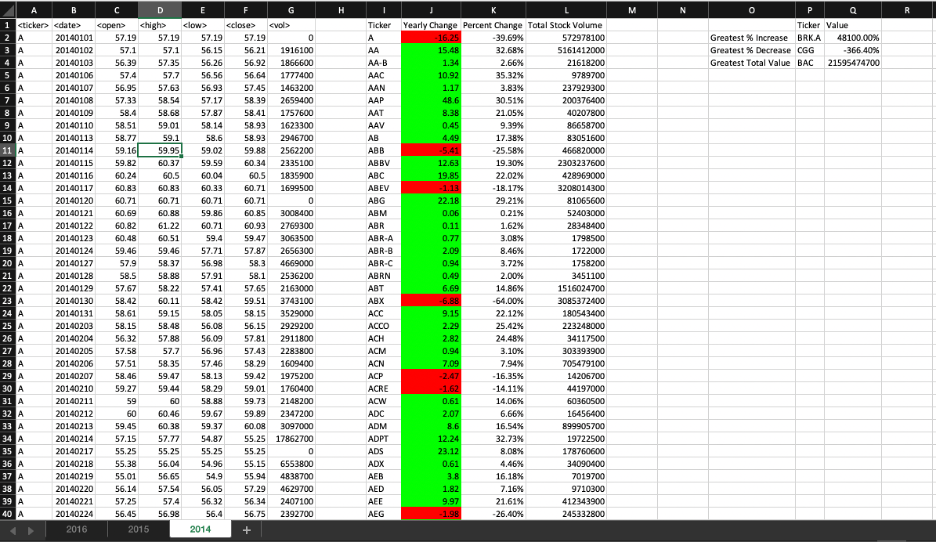 A B C D E F G H I J K L M N O P Q R
1 <ticker> <date> <open> <high> <low> <close> <vol> Ticker Yearly Change Percent Change Total Stock Volume Ticker Value
2 A 20140101 57.19 57.19 57.19 57.19 0 A -16.25 -39.69% 572978100 Greatest % Increase BRK.A 48100.00%
3 A 20140102 57.1 57.1 56.15 56.21 1916100 AA 15.48 32.68% 5161412000 Greatest % Decrease CGG -366.40%
4 A 20140103 56.39 57.35 56.26 56.92 1866600 AA-B 1.34 2.66% 21618200 Greatest Total Value BAC 21595474700
5 A 20140106 57.4 57.7 56.56 56.64 1777400 AAC 10.92 35.32% 9789700
6 A 20140107 56.95 57.63 56.93 57.45 1463200 AAN 1.17 3.83% 237929300
7 A 20140108 57.33 58.54 57.17 58.39 2659400 AAP 48.6 30.51% 200376400
8 A 20140109 58.4 58.68 57.87 58.41 1757600 AAT 8.38 21.05% 40207800
9 A 20140110 58.51 59.01 58.14 58.93 1623300 AAV 0.45 9.39% 86658700
10 A 20140113 58.77 59.1 58.6 58.93 2946700 AB 4.49 17.38% 83051600
11 A 20140114 59.16 59.95 59.02 59.88 2562200 ABB -5.41 -25.58% 466820000
12 A 20140115 59.82 60.37 59.59 60.34 2335100 ABBV 12.63 19.30% 2303237600
13 A 20140116 60.24 60.5 60.04 60.5 1835900 ABC 19.85 22.02% 428969000
14 A 20140117 60.83 60.83 60.33 60.71 1699500 ABEV -1.13 -18.17% 3208014300
15 A 20140120 60.71 60.71 60.71 60.71 0 ABG 22.18 29.21% 81065600
16 A 20140121 60.69 60.88 59.86 60.85 3008400 ABM 0.06 0.21% 52403000
17 A 20140122 60.82 61.22 60.71 60.93 2769300 ABR 0.11 1.62% 28348400
18 A 20140123 60.48 60.51 59.4 59.47 3063500 ABR-A 0.77 3.08% 1798500
19 A 20140124 59.46 59.46 57.71 57.87 2656300 ABR-B 2.09 8.46% 1722000
20 A 20140127 57.9 58.37 56.98 58.3 4669000 ABR-C 0.94 3.72% 1758200
21 A 20140128 58.5 58.88 57.91 58.1 2536200 ABRN 0.49 2.00% 3451100
22 A 20140129 57.67 58.22 57.41 57.65 2163000 ABT 6.69 14.86% 1516024700
23 A 20140130 58.42 60.11 58.42 59.51 3743100 ABX -6.88 -64.00% 3085372400
24 A 20140131 58.61 59.15 58.05 58.15 3529000 ACC 9.15 22.12% 180543400
25 A 20140203 58.15 58.48 56.08 56.15 2929200 ACCO 2.29 25.42% 223248000
26 A 20140204 56.32 57.88 56.09 57.81 2911800 ACH 2.82 24.48% 34117500
27 A 20140205 57.58 57.7 56.96 57.43 2283800 ACM 0.94 3.10% 303393900
28 A 20140206 57.51 58.35 57.46 58.29 1609400 ACN 7.09 7.94% 705479100
29 A 20140207 58.46 59.47 58.13 59.42 1975200 ACP -2.47 -16.35% 14206700
30 A 20140210 59.27 59.44 58.29 59.01 1760400 ACRE -1.62 -14.11% 44197000
31 A 20140211 59 60 58.88 59.73 2148200 ACW 0.61 14.06% 60360500
32 A 20140212 60 60.46 59.67 59.89 2347200 ADC 2.07 6.66% 16456400
33 A 20140213 59.45 60.38 59.37 60.08 3097000 ADM 8.6 16.54% 899905700
34 A 20140214 57.15 57.77 54.87 55.25 17862700 ADPT 12.24 32.73% 19722500
35 A 20140217 55.25 55.25 55.25 55.25 0 ADS 23.12 8.08% 178760600
36 A 20140218 55.38 56.04 54.96 55.15 6553800 ADX 0.61 4.46% 34090400
37 A 20140219 55.01 56.65 54.9 55.94 4838700 AEB 3.8 16.18% 7019700
38 A 20140220 56.14 57.54 56.05 57.29 4629700 AED 1.82 7.16% 9710300
39 A 20140221 57.25 57.4 56.32 56.34 2407100 AEE 9.97 21.61% 412343900
40 A 20140224 56.45 56.98 56.4 56.75 2392700 AEG -1.98 -26.40% 245332800
2016 2015 2014 +